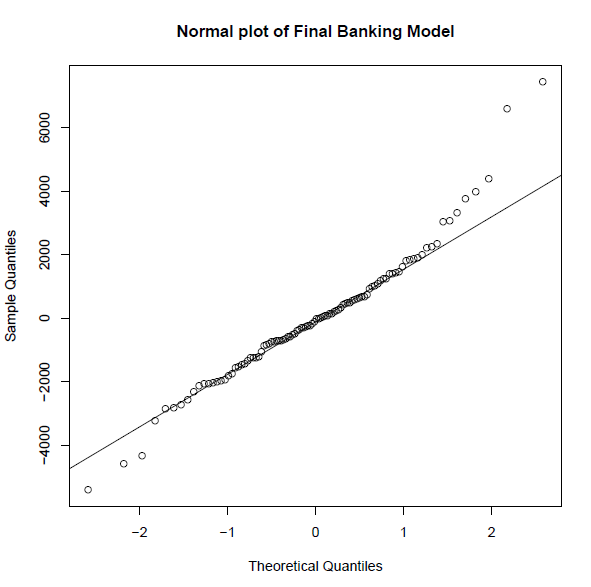 Normal plot of Final Banking Model
Sample Quantiles
6000
4000
2000
0
−2000
−4000
−2 −1 0 1 2
Theoretical Quantiles